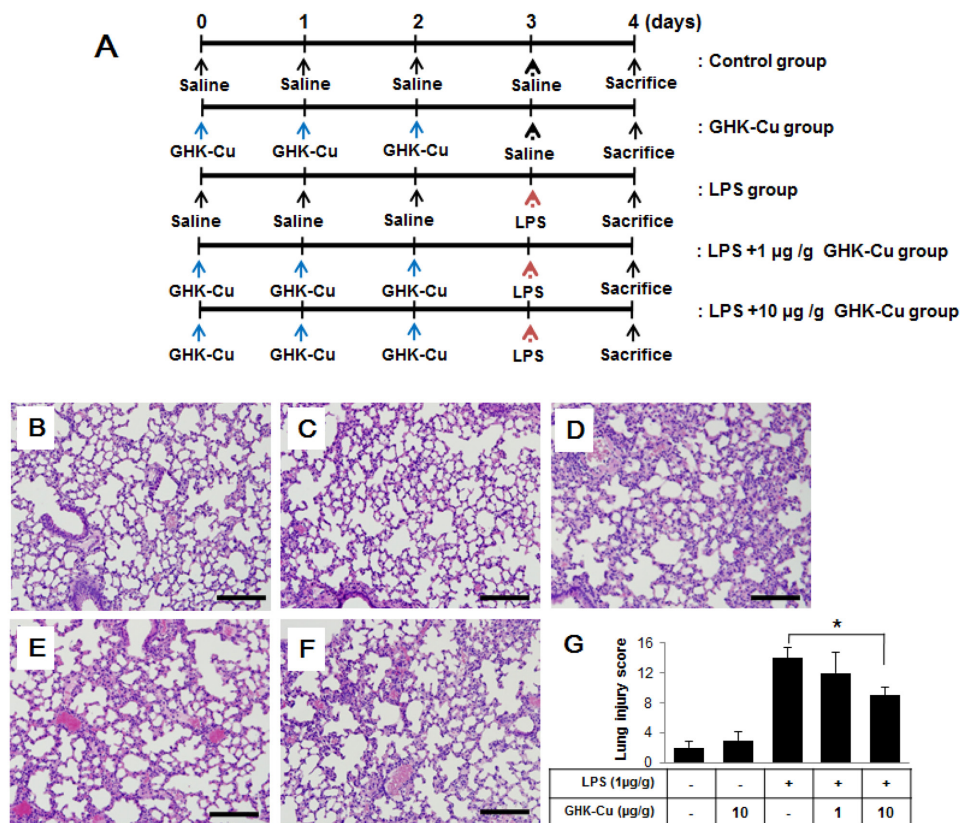 A
0 1 2 3 4 (days)
Saline Saline Saline Saline Sacrifice : Control group
GHK-Cu GHK-Cu GHK-Cu Saline Sacrifice : GHK-Cu group
Saline Saline Saline LPS Sacrifice : LPS group
GHK-Cu GHK-Cu GHK-Cu LPS Sacrifice : LPS +1 µg /g GHK-Cu group
GHK-Cu GHK-Cu GHK-Cu LPS Sacrifice : LPS +10 µg /g GHK-Cu group
B
C
D
E
F
G
Lung injury score
16
12
8
4
0
*
LPS (1µg/g) - - + + +
GHK-Cu (µg/g) - 10 - 1 10